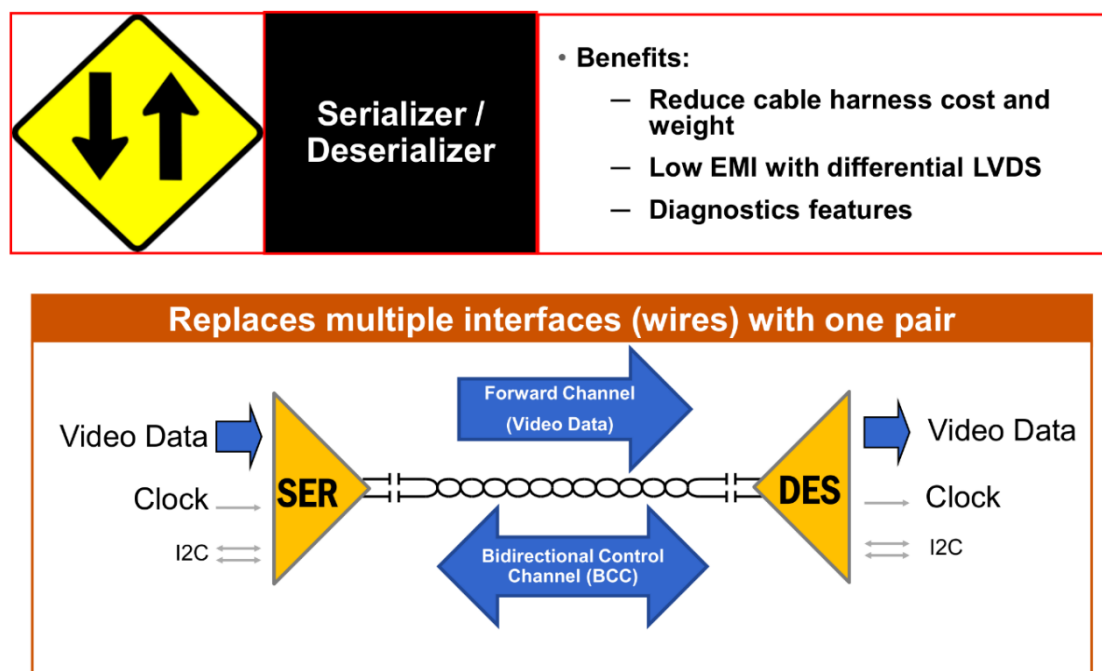 Serializer /
Deserializer
• Benefits:
— Reduce cable harness cost and
weight
— Low EMI with differential LVDS
— Diagnostics features
Replaces multiple interfaces (wires) with one pair
Forward Channel
(Video Data)
Video Data
Video Data
SER
DES
Clock
Clock
I2C
I2C
Bidirectional Control
Channel (BCC)